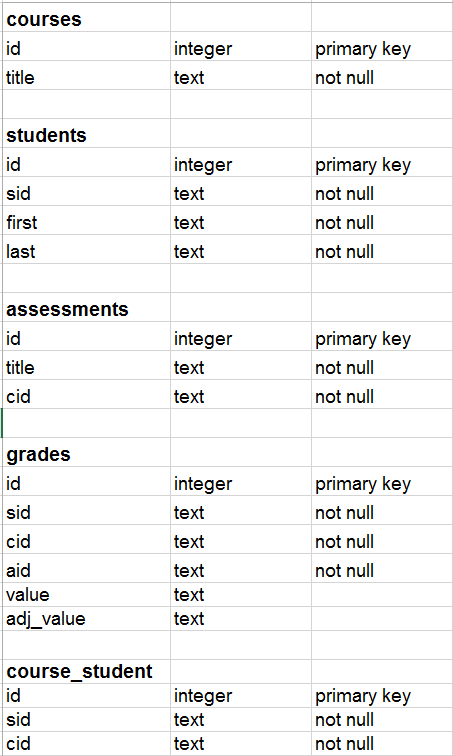 courses
id integer primary key
title text not null
students
id integer primary key
sid text not null
first text not null
last text not null
assessments
id integer primary key
title text not null
cid text not null
grades
id integer primary key
sid text not null
cid text not null
aid text not null
value text
adj_value text
course_student
id integer primary key
sid text not null
cid text not null